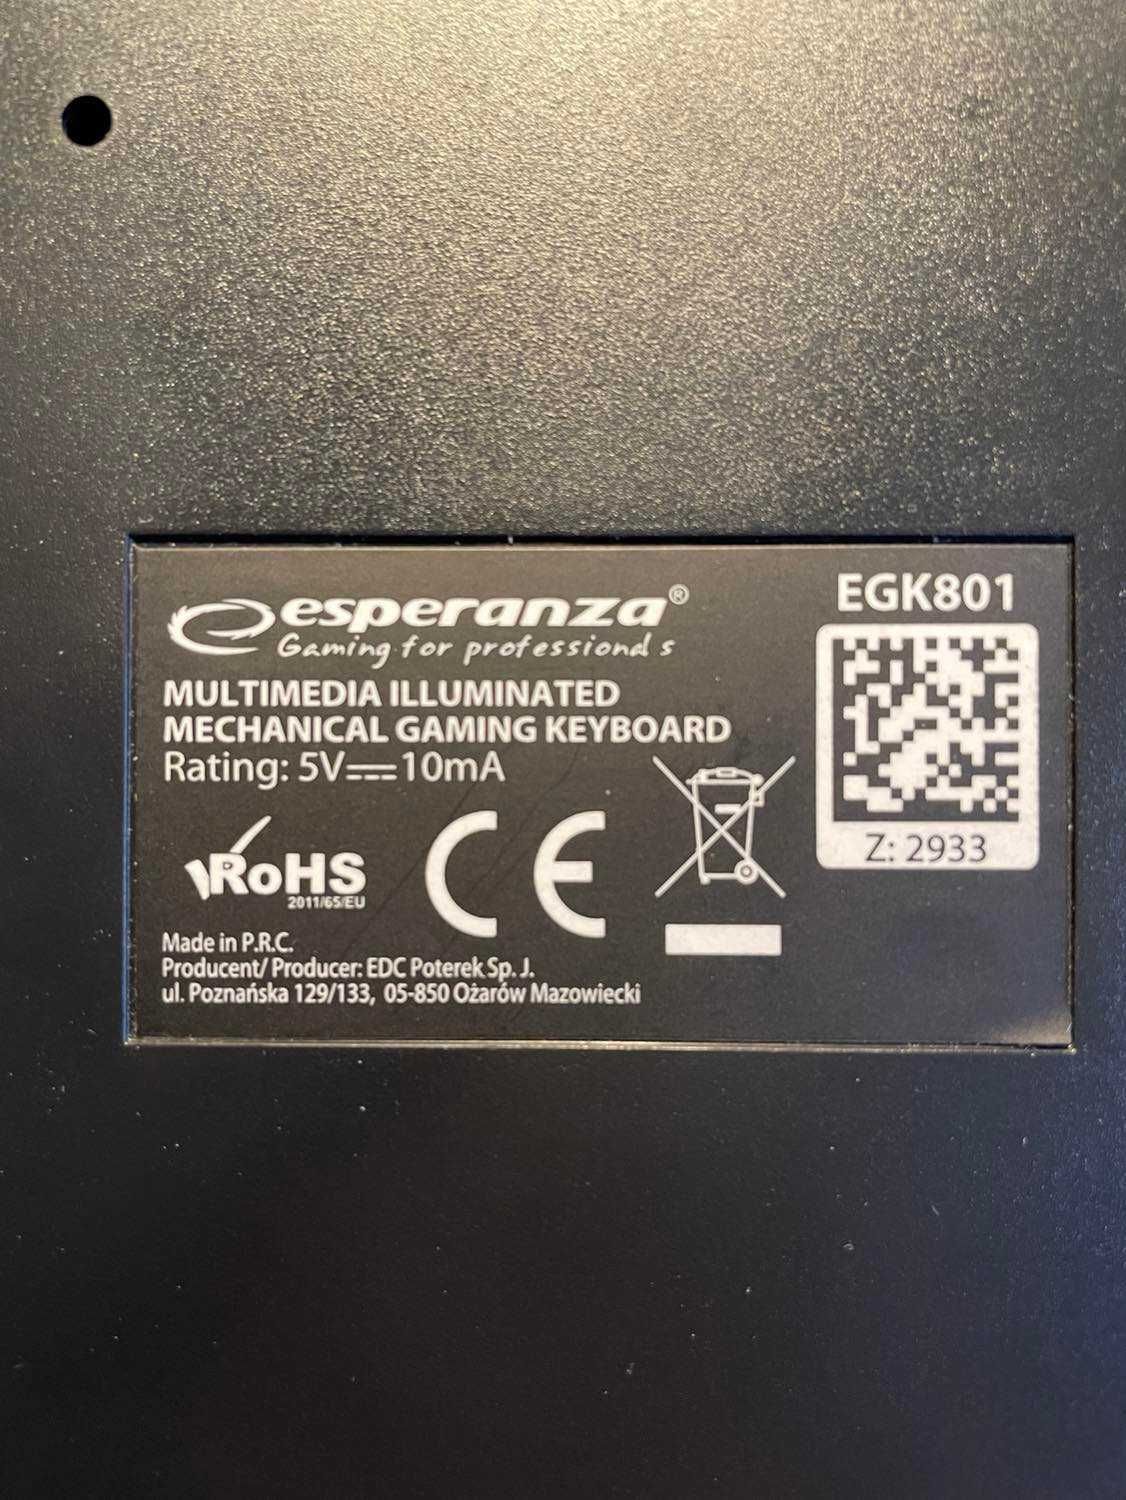 esperanza®
Gaming for professionals
MULTIMEDIA ILLUMINATED
MECHANICAL GAMING KEYBOARD
Rating: 5V⎓10mA
EGK801
Z: 2933
RoHS
2011/65/EU
CE
Made in P.R.C.
Producent/ Producer: EDC Poterek Sp. J.
ul. Poznańska 129/133, 05-850 Ożarów Mazowiecki